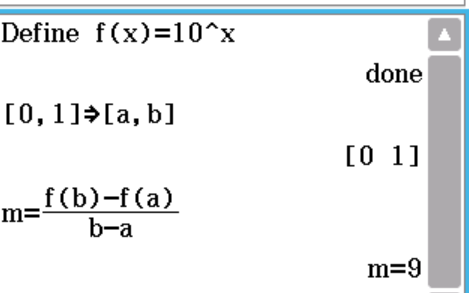 Define f(x)=10^x
done
[0,1]⇒[a,b]
[0 1]
m=f(b)−f(a)
b−a
m=9